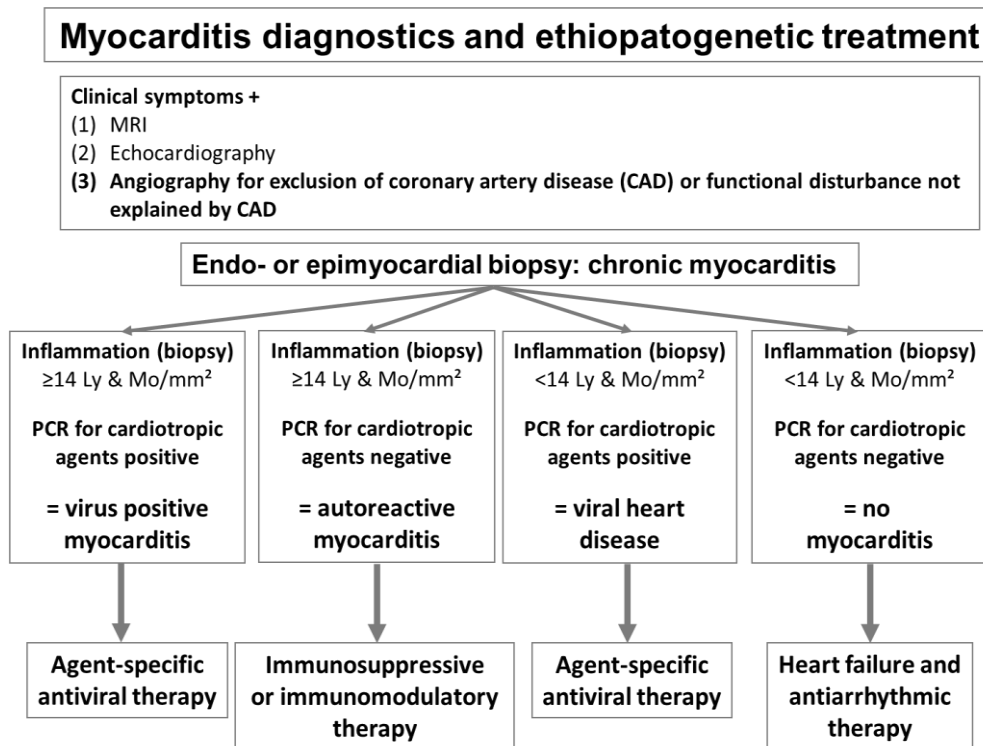 Myocarditis diagnostics and ethiopatogenetic treatment
Clinical symptoms +
(1) MRI
(2) Echocardiography
(3) Angiography for exclusion of coronary artery disease (CAD) or functional disturbance not
explained by CAD
Endo- or epimyocardial biopsy: chronic myocarditis
Inflammation (biopsy)
≥14 Ly & Mo/mm²
PCR for cardiotropic
agents positive
= virus positive
myocarditis
Inflammation (biopsy)
≥14 Ly & Mo/mm²
PCR for cardiotropic
agents negative
= autoreactive
myocarditis
Inflammation (biopsy)
<14 Ly & Mo/mm²
PCR for cardiotropic
agents positive
= viral heart
disease
Inflammation (biopsy)
<14 Ly & Mo/mm²
PCR for cardiotropic
agents negative
= no
myocarditis
Agent-specific
antiviral therapy
Immunosuppressive
or immunomodulatory
therapy
Agent-specific
antiviral therapy
Heart failure and
antiarrhythmic
therapy